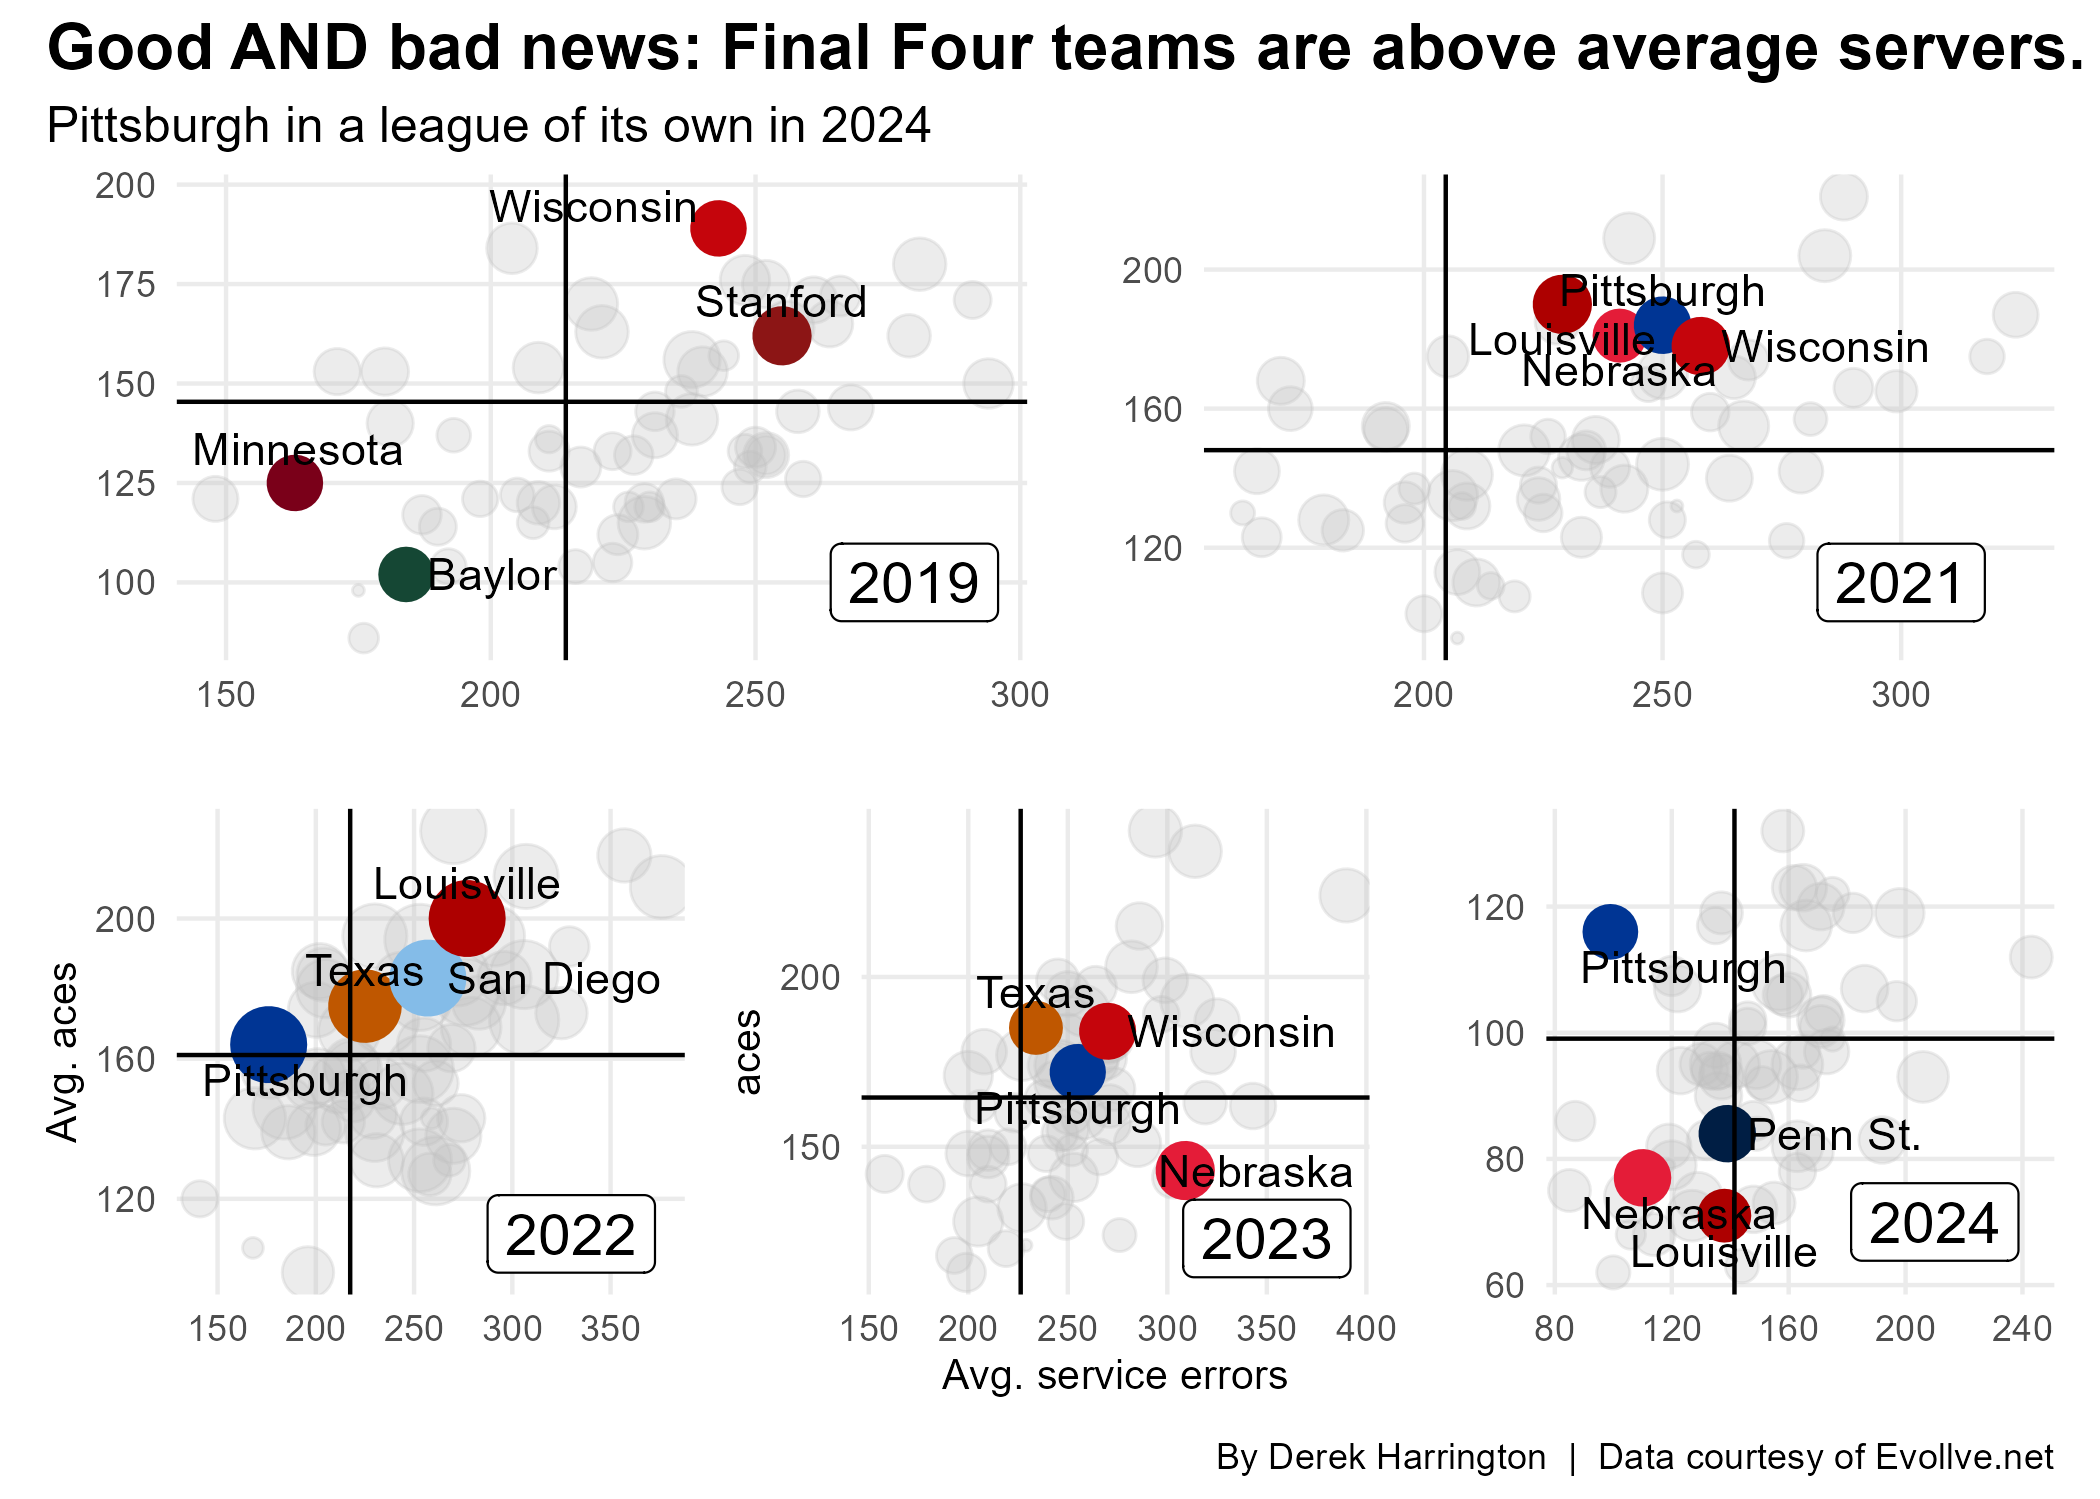 Good AND bad news: Final Four teams are above average servers.
Pittsburgh in a league of its own in 2024
200
175
150
125
100
Wisconsin
Stanford
Minnesota
Baylor
2019
150
200
250
300
200
160
120
Pittsburgh
Louisville
Wisconsin
Nebraska
2021
200
250
300
Avg. aces
200
160
120
Louisville
Texas
San Diego
Pittsburgh
2022
150
200
250
300
350
aces
200
150
Texas
Wisconsin
Pittsburgh
Nebraska
2023
150
200
250
300
350
400
Avg. service errors
120
100
80
60
Pittsburgh
Penn St.
Nebraska
Louisville
2024
80
120
160
200
240
By Derek Harrington | Data courtesy of Evollve.net